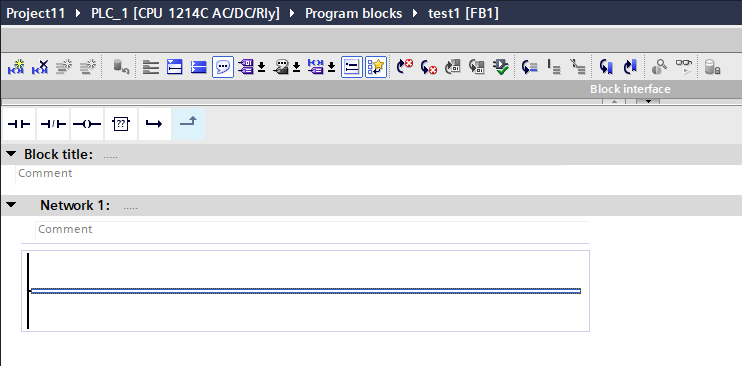 Project11 PLC_1 [CPU 1214C AC/DC/Rly] Program blocks test1 [FB1]
Block interface
??
Block title: .....
Comment
Network 1: .....
Comment